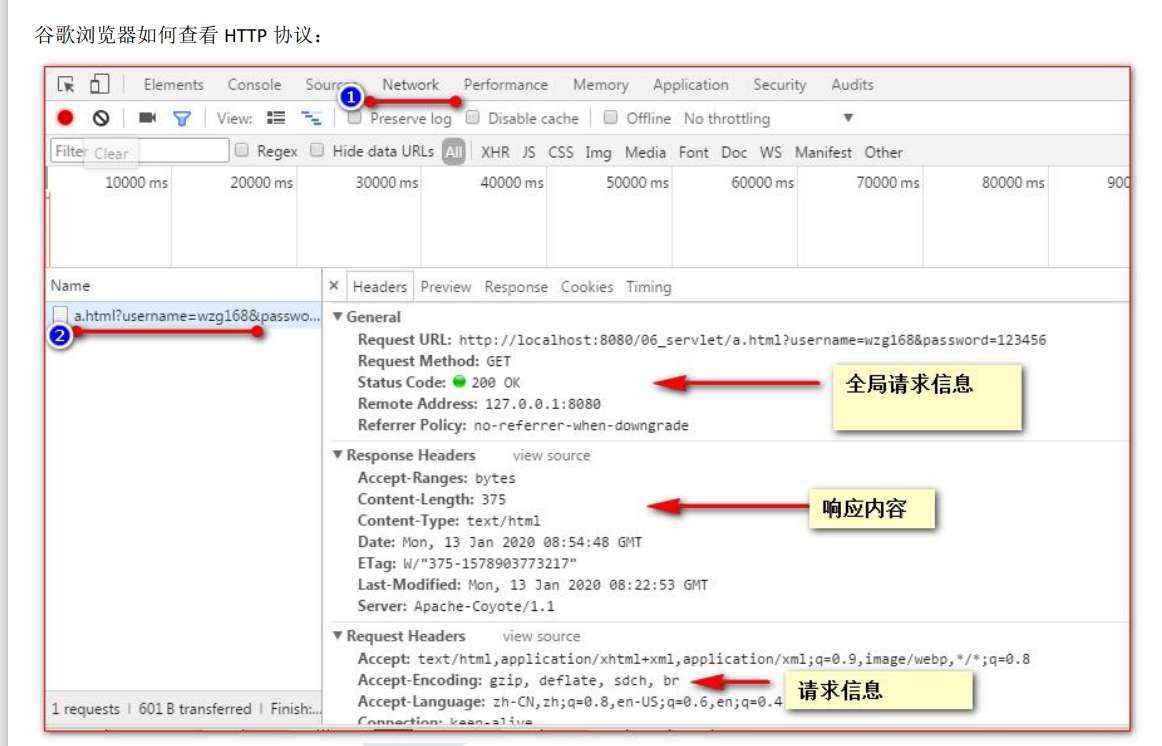 谷歌浏览器如何查看 HTTP 协议：
Elements Console Sources Network Performance Memory Application Security Audits
1
View: Preserve log Disable cache Offline No throttling ▼
Filter Clear Regex Hide data URLs All XHR JS CSS Img Media Font Doc WS Manifest Other
10000 ms 20000 ms 30000 ms 40000 ms 50000 ms 60000 ms 70000 ms 80000 ms 900
Name × Headers Preview Response Cookies Timing
a.html?username=wzg168&passwo...
2
▼ General
Request URL: http://localhost:8080/06_servlet/a.html?username=wzg168&password=123456
Request Method: GET
Status Code: 200 OK
全局请求信息
Remote Address: 127.0.0.1:8080
Referrer Policy: no-referrer-when-downgrade
▼ Response Headers view source
Accept-Ranges: bytes
Content-Length: 375
响应内容
Content-Type: text/html
Date: Mon, 13 Jan 2020 08:54:48 GMT
ETag: W/"375-1578903773217"
Last-Modified: Mon, 13 Jan 2020 08:22:53 GMT
Server: Apache-Coyote/1.1
▼ Request Headers view source
Accept: text/html,application/xhtml+xml,application/xml;q=0.9,image/webp,*/*;q=0.8
Accept-Encoding: gzip, deflate, sdch, br
请求信息
Accept-Language: zh-CN,zh;q=0.8,en-US;q=0.6,en;q=0.4
Connection: keep-alive
1 requests | 601 B transferred | Finish:...